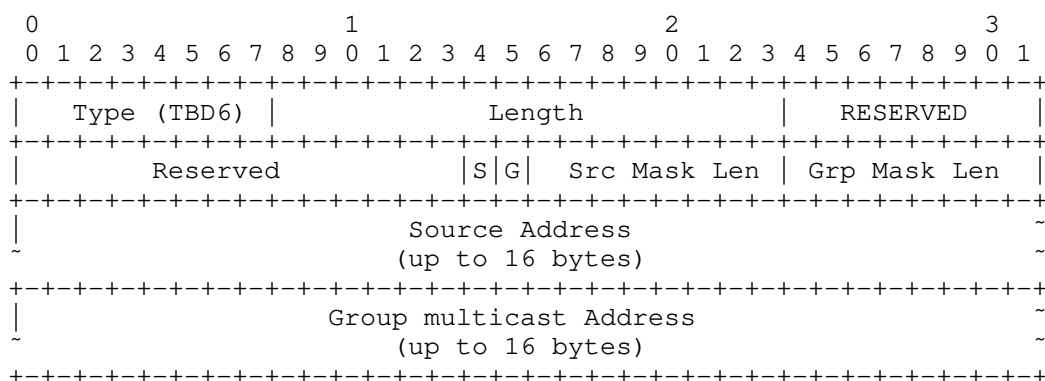 0                   1                   2                   3
 0 1 2 3 4 5 6 7 8 9 0 1 2 3 4 5 6 7 8 9 0 1 2 3 4 5 6 7 8 9 0 1
+-+-+-+-+-+-+-+-+-+-+-+-+-+-+-+-+-+-+-+-+-+-+-+-+-+-+-+-+-+-+-+-+
|  Type (TBD6)  |             Length            |   RESERVED    |
+-+-+-+-+-+-+-+-+-+-+-+-+-+-+-+-+-+-+-+-+-+-+-+-+-+-+-+-+-+-+-+-+
|        Reserved           |S|G|  Src Mask Len | Grp Mask Len  |
+-+-+-+-+-+-+-+-+-+-+-+-+-+-+-+-+-+-+-+-+-+-+-+-+-+-+-+-+-+-+-+-+
|                        Source Address                         ~
~                       (up to 16 bytes)                        ~
+-+-+-+-+-+-+-+-+-+-+-+-+-+-+-+-+-+-+-+-+-+-+-+-+-+-+-+-+-+-+-+-+
|                   Group multicast Address                     ~
~                       (up to 16 bytes)                        ~
+-+-+-+-+-+-+-+-+-+-+-+-+-+-+-+-+-+-+-+-+-+-+-+-+-+-+-+-+-+-+-+-+